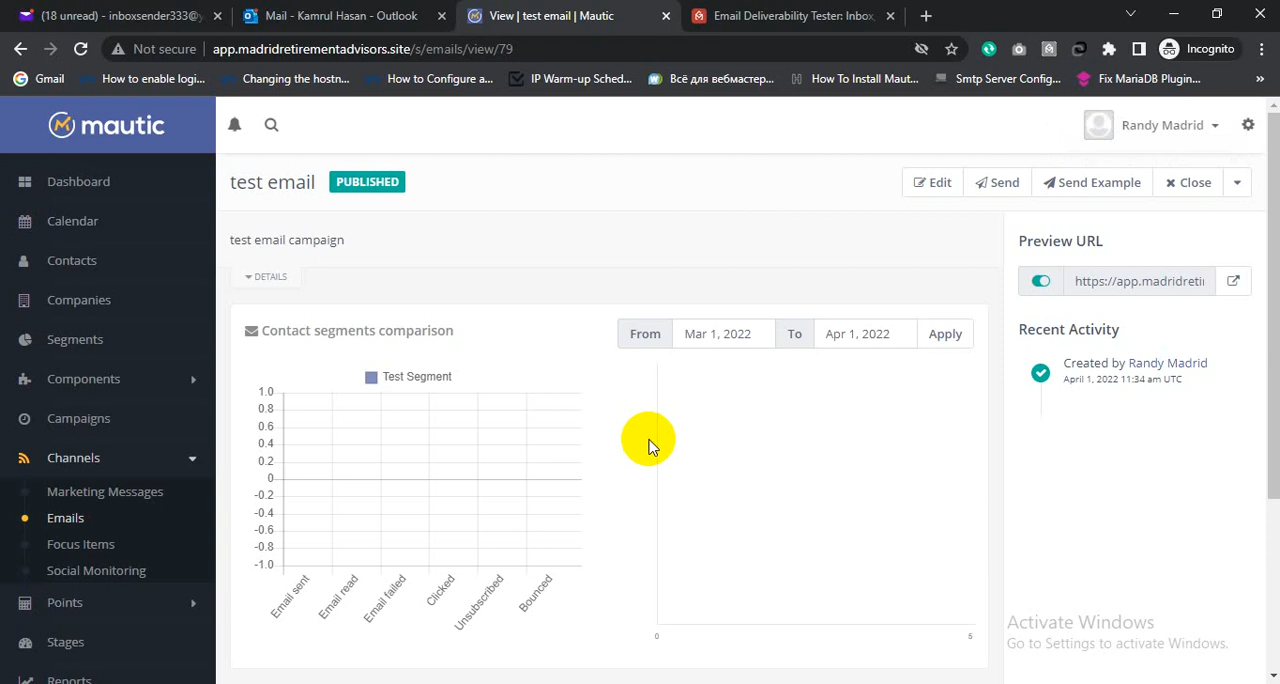 (18 unread) - inboxsender333@y
Mail - Kamrul Hasan - Outlook
View | test email | Mautic
Email Deliverability Tester: Inbox
Not secure | app.madridretirementadvisors.site/s/emails/view/79
Incognito
Gmail
How to enable logi...
Changing the hostn...
How to Configure a...
IP Warm-up Sched...
Всё для вебмастер...
How To Install Maut...
Smtp Server Config...
Fix MariaDB Plugin...
mautic
Randy Madrid
Dashboard
Calendar
Contacts
Companies
Segments
Components
Campaigns
Channels
Marketing Messages
Emails
Focus Items
Social Monitoring
Points
Stages
Reports
test email PUBLISHED
Edit Send Send Example Close
test email campaign
DETAILS
Contact segments comparison
From Mar 1, 2022 To Apr 1, 2022 Apply
Test Segment
1.0
0.8
0.6
0.4
0.2
0
-0.2
-0.4
-0.6
-0.8
-1.0
Email sent
Email read
Email failed
Clicked
Unsubscribed
Bounced
0 5
Preview URL
https://app.madridreti
Recent Activity
Created by Randy Madrid
April 1, 2022 11:34 am UTC
Activate Windows
Go to Settings to activate Windows.